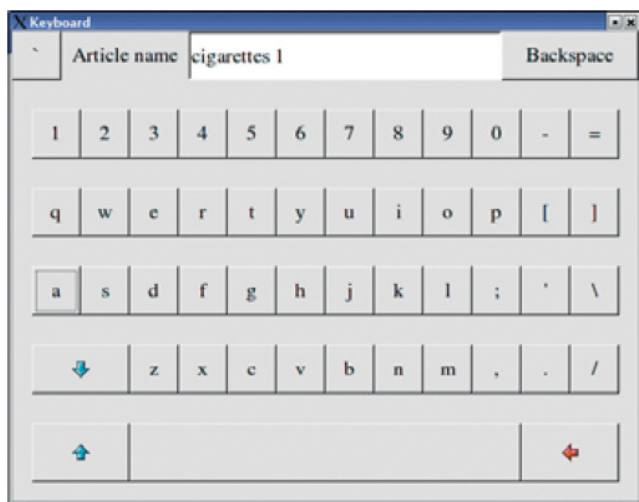 Keyboard
` Article name cigarettes 1 Backspace
1 2 3 4 5 6 7 8 9 0 - =
q w e r t y u i o p [ ]
a s d f g h j k l ; ' \
z x c v b n m , . /